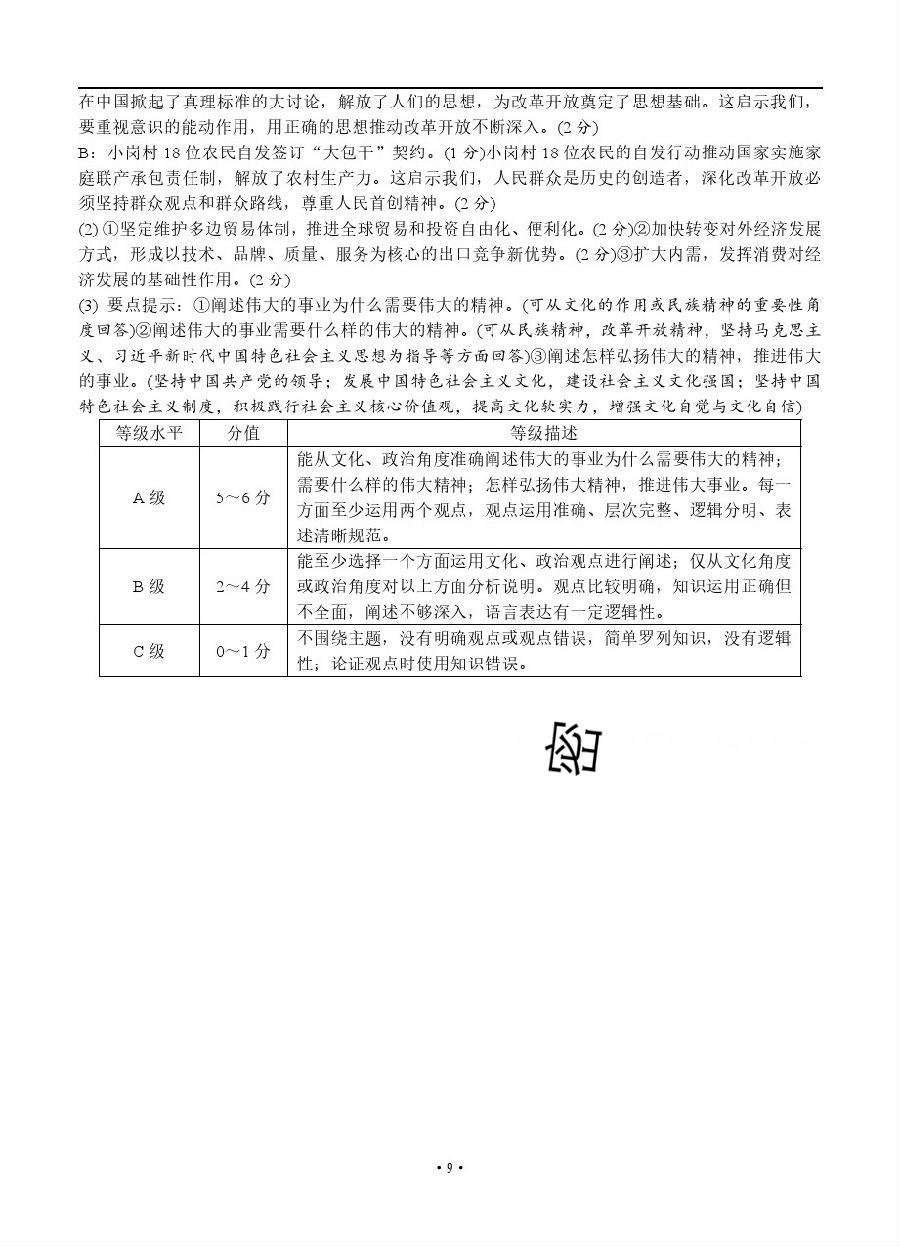 在中国掀起了真理标准的大讨论，解放了人们的思想，为改革开放奠定了思想基础。这启示我们，
要重视意识的能动作用，用正确的思想推动改革开放不断深入。(2 分)
B：小岗村 18 位农民自发签订“大包干”契约。(1 分)小岗村 18 位农民的自发行动推动国家实施家
庭联产承包责任制，解放了农村生产力。这启示我们，人民群众是历史的创造者，深化改革开放必
须坚持群众观点和群众路线，尊重人民首创精神。(2 分)
(2) ①坚定维护多边贸易体制，推进全球贸易和投资自由化、便利化。(2 分)②加快转变对外经济发展
方式，形成以技术、品牌、质量、服务为核心的出口竞争新优势。(2 分)③扩大内需，发挥消费对经
济发展的基础性作用。(2 分)
(3) 要点提示：①阐述伟大的事业为什么需要伟大的精神。(可从文化的作用或民族精神的重要性角
度回答)②阐述伟大的事业需要什么样的伟大的精神。(可从民族精神，改革开放精神，坚持马克思主
义、习近平新时代中国特色社会主义思想为指导等方面回答)③阐述怎样弘扬伟大的精神，推进伟大
的事业。(坚持中国共产党的领导；发展中国特色社会主义文化，建设社会主义文化强国；坚持中国
特色社会主义制度，积极践行社会主义核心价值观，提高文化软实力，增强文化自觉与文化自信)
等级水平 分值 等级描述
A 级 5～6 分 能从文化、政治角度准确阐述伟大的事业为什么需要伟大的精神；
需要什么样的伟大精神；怎样弘扬伟大精神，推进伟大事业。每一
方面至少运用两个观点，观点运用准确、层次完整、逻辑分明、表
述清晰规范。
B 级 2～4 分 能至少选择一个方面运用文化、政治观点进行阐述；仅从文化角度
或政治角度对以上方面分析说明。观点比较明确，知识运用正确但
不全面，阐述不够深入，语言表达有一定逻辑性。
C 级 0～1 分 不围绕主题，没有明确观点或观点错误，简单罗列知识，没有逻辑
性；论证观点时使用知识错误。
密
·9·